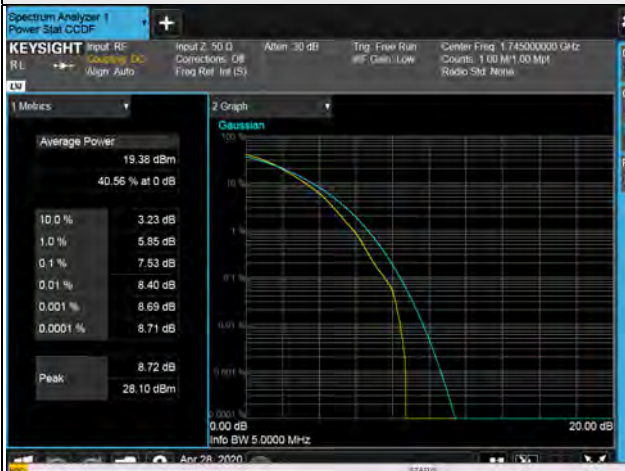 Spectrum Analyzer 1
Power Stat CCDF
+
KEYSIGHT
RL
Input: RF
Coupling: DC
Align: Auto
Input Z: 50 Ω
Corrections: Off
Freq Ref: Int (S)
Atten: 30 dB
Trig: Free Run
#IF Gain: Low
Center Freq: 1.745000000 GHz
Counts: 1.00 M/1.00 Mpt
Radio Std: None
1 Metrics
Average Power
19.38 dBm
40.56 % at 0 dB
10.0 % 3.23 dB
1.0 % 5.85 dB
0.1 % 7.53 dB
0.01 % 8.40 dB
0.001 % 8.69 dB
0.0001 % 8.71 dB
Peak
8.72 dB
28.10 dBm
2 Graph
Gaussian
100 %
10 %
1 %
0.1 %
0.01 %
0.001 %
0.0001 %
0.00 dB
20.00 dB
Info BW 5.0000 MHz
Apr 28, 2020
STATUS